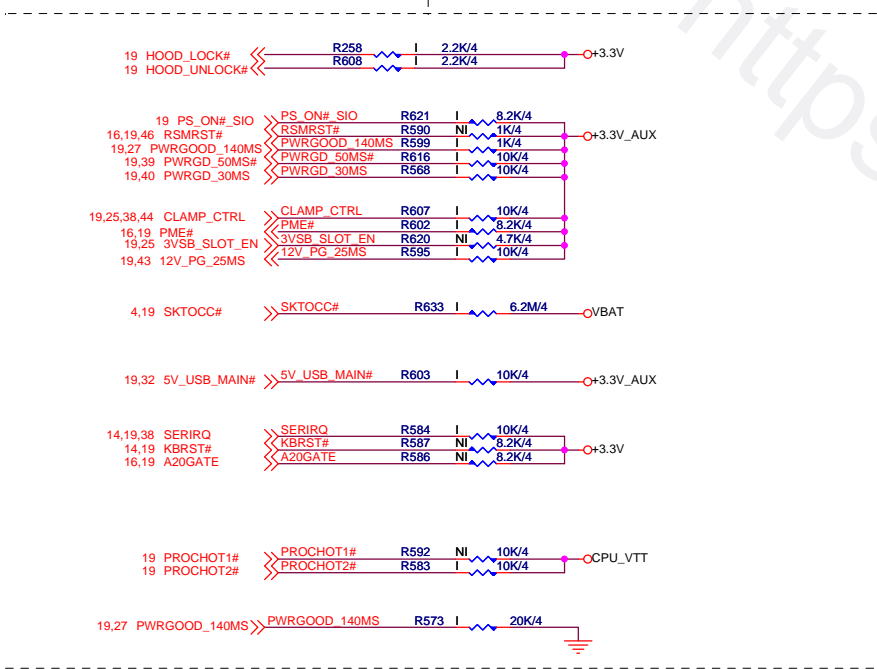 19 HOOD_LOCK# R258 I 2.2K/4 +3.3V
19 HOOD_UNLOCK# R608 I 2.2K/4
19 PS_ON#_SIO PS_ON#_SIO R621 I 8.2K/4
16,19,46 RSMRST# RSMRST# R590 NI 1K/4 +3.3V_AUX
19,27 PWRGOOD_140MS PWRGOOD_140MS R599 I 1K/4
19,39 PWRGD_50MS# PWRGD_50MS# R616 I 10K/4
19,40 PWRGD_30MS PWRGD_30MS R568 I 10K/4
19,25,38,44 CLAMP_CTRL CLAMP_CTRL R607 I 10K/4
16,19 PME# PME# R602 I 8.2K/4
19,25 3VSB_SLOT_EN 3VSB_SLOT_EN R620 NI 4.7K/4
19,43 12V_PG_25MS 12V_PG_25MS R595 I 10K/4
4,19 SKTOCC# SKTOCC# R633 I 6.2M/4 VBAT
19,32 5V_USB_MAIN# 5V_USB_MAIN# R603 I 10K/4 +3.3V_AUX
14,19,38 SERIRQ SERIRQ R584 I 10K/4
14,19 KBRST# KBRST# R587 NI 8.2K/4 +3.3V
16,19 A20GATE A20GATE R586 NI 8.2K/4
19 PROCHOT1# PROCHOT1# R592 NI 10K/4 CPU_VTT
19 PROCHOT2# PROCHOT2# R583 I 10K/4
19,27 PWRGOOD_140MS PWRGOOD_140MS R573 I 20K/4
https